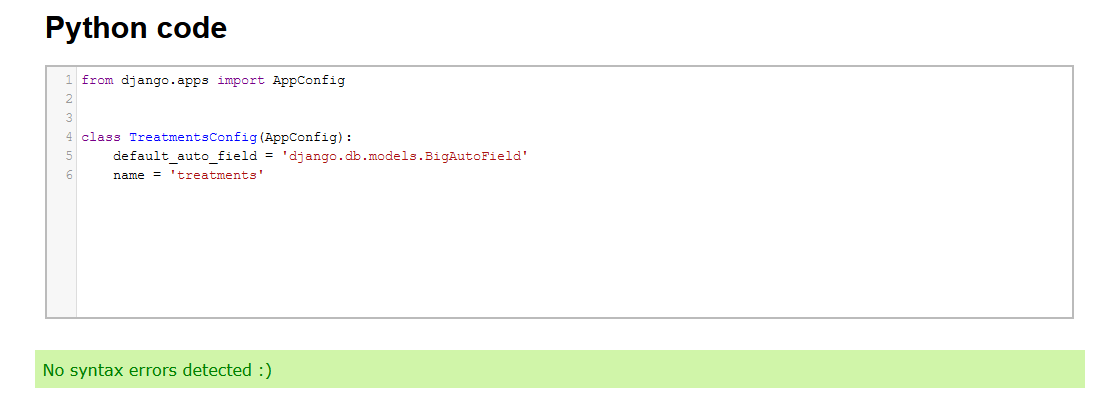 Python code
1 from django.apps import AppConfig
2
3
4 class TreatmentsConfig(AppConfig):
5     default_auto_field = 'django.db.models.BigAutoField'
6     name = 'treatments'
No syntax errors detected :)